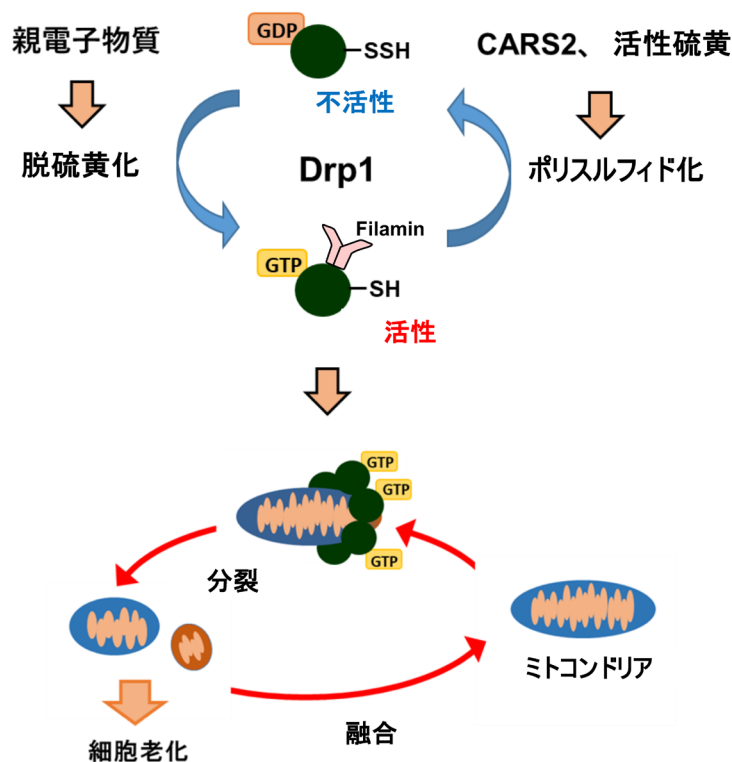 親電子物質
GDP
SSH
CARS2、 活性硫黄
不活性
脱硫黄化
Drp1
ポリスルフィド化
Filamin
GTP
SH
活性
GTP
GTP
GTP
分裂
ミトコンドリア
融合
細胞老化